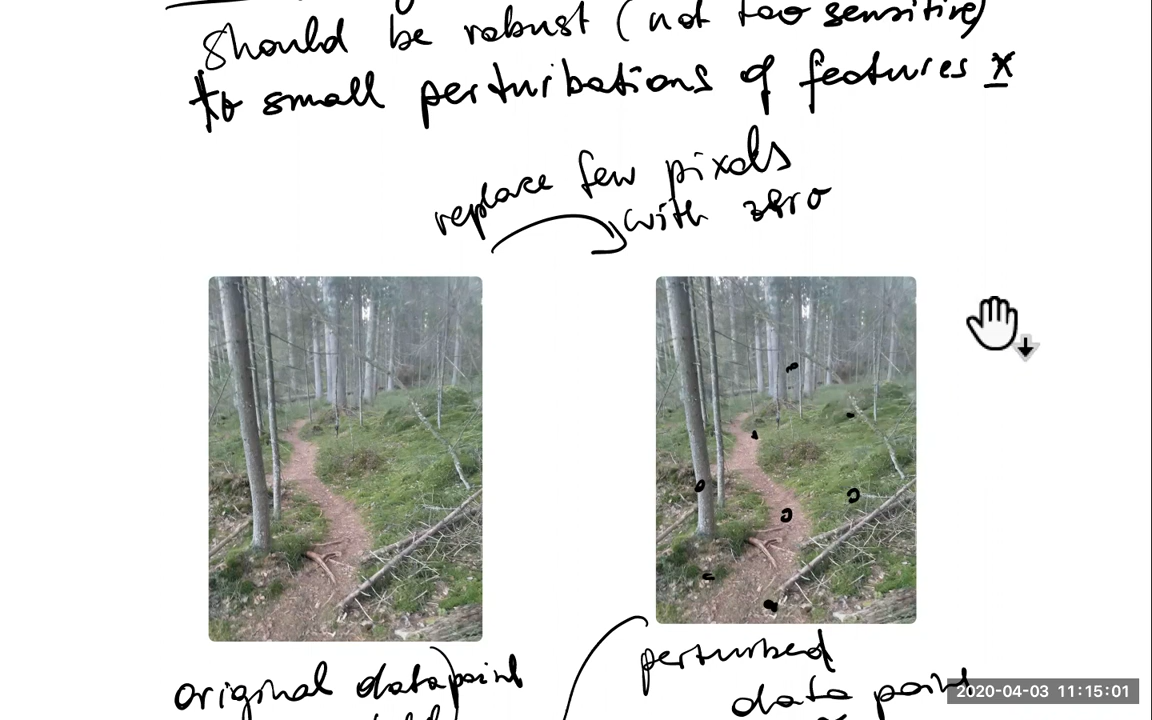 should be robust (not too sensitive)
to small perturbations of features x
replace few pixels
with zero
original datapoint
perturbed
data point
2020-04-03 11:15:01